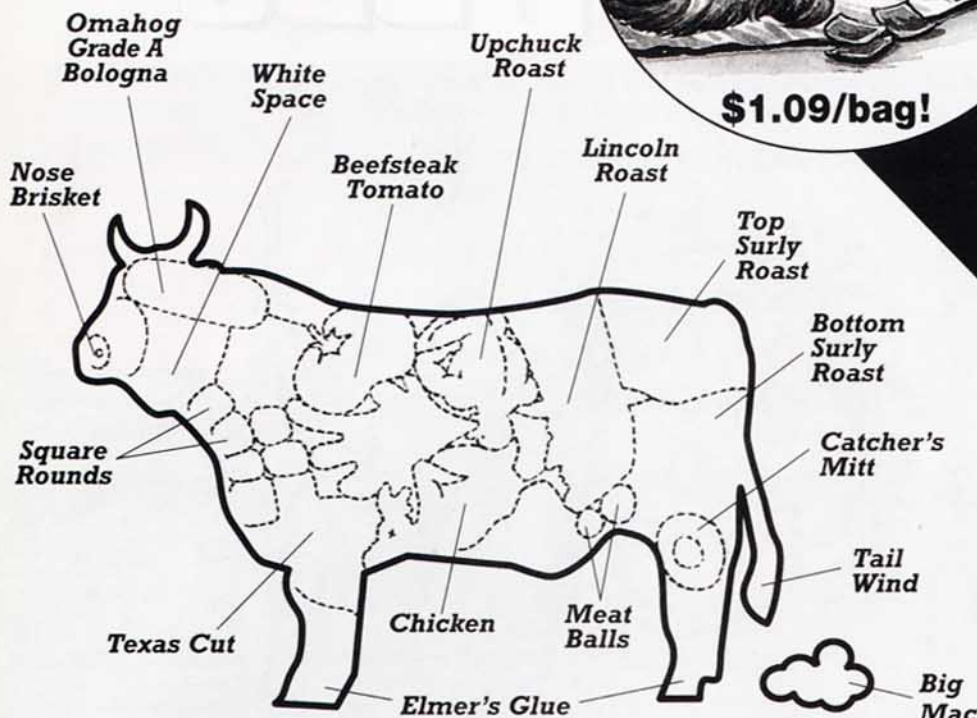 Omahog
Grade A
Bologna
White
Space
Upchuck
Roast
$1.09/bag!
Nose
Brisket
Beefsteak
Tomato
Lincoln
Roast
Top
Surly
Roast
Bottom
Surly
Roast
Square
Rounds
Catcher's
Mitt
Tail
Wind
Texas Cut
Chicken
Meat
Balls
Elmer's Glue
Big
Mac